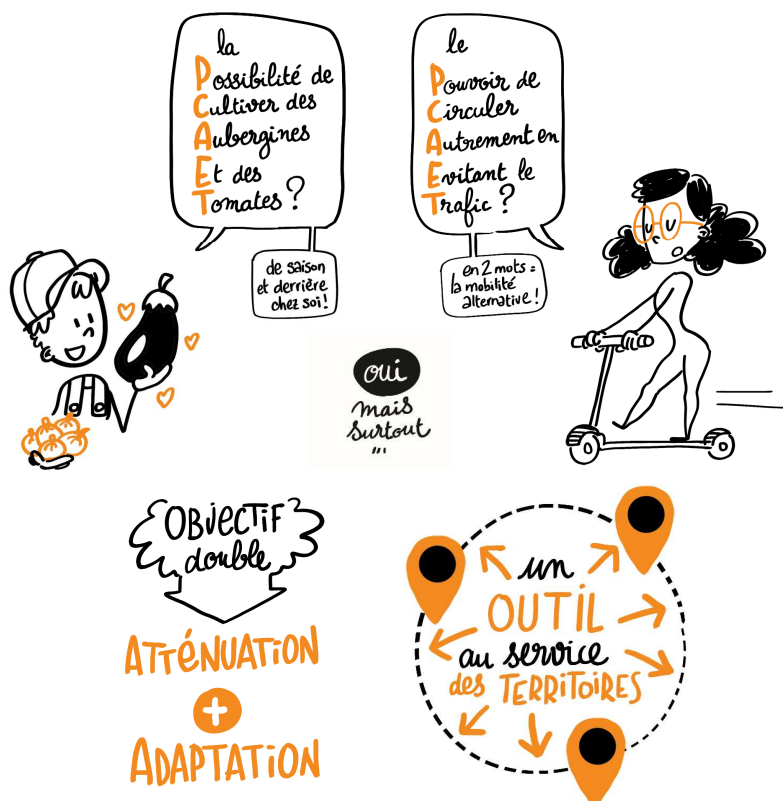 la
Possibilité de
Cultiver des
Aubergines
Et des
Tomates ?
de saison
et derrière
chez soi !
le
Pouvoir de
Circuler
Autrement en
Evitant le
Trafic ?
en 2 mots :
la mobilité
alternative !
oui
mais
surtout
...
OBJECTIF
double
ATTÉNUATION
+
ADAPTATION
un
OUTIL
au service
des TERRITOIRES